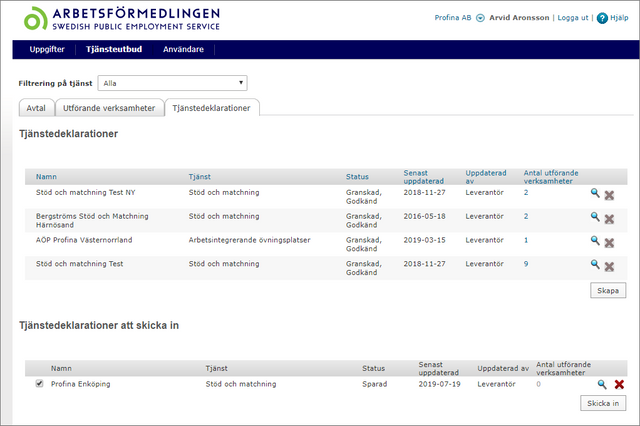 ARBETSFÖRMEDLINGEN
SWEDISH PUBLIC EMPLOYMENT SERVICE
Profina AB Arvid Aronsson | Logga ut | ? Hjälp
Uppgifter Tjänsteutbud Användare
Filtrering på tjänst Alla
Avtal Utförande verksamheter Tjänstedeklarationer
Tjänstedeklarationer
Namn Tjänst Status Senast uppdaterad Uppdaterad av Antal utförande verksamheter
Stöd och matchning Test NY Stöd och matchning Granskad, Godkänd 2018-11-27 Leverantör 2
Bergströms Stöd och Matchning Härnösand Stöd och matchning Granskad, Godkänd 2016-05-18 Leverantör 2
AÖP Profina Västernorrland Arbetsintegrerande övningsplatser Granskad, Godkänd 2019-03-15 Leverantör 1
Stöd och matchning Test Stöd och matchning Granskad, Godkänd 2018-11-27 Leverantör 9
Skapa
Tjänstedeklarationer att skicka in
Namn Tjänst Status Senast uppdaterad Uppdaterad av Antal utförande verksamheter
Profina Enköping Stöd och matchning Sparad 2019-07-19 Leverantör 0
Skicka in